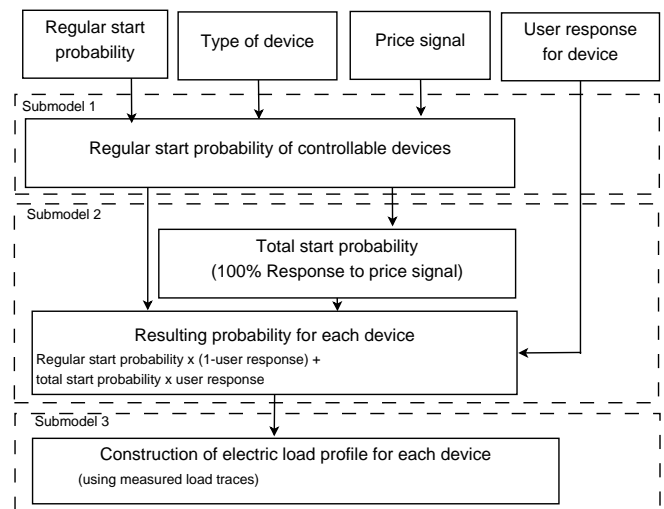 Regular start
probability
Type of device
Price signal
User response
for device
Submodel 1
Regular start probability of controllable devices
Submodel 2
Total start probability
(100% Response to price signal)
Resulting probability for each device
Regular start probability x (1-user response) +
total start probability x user response
Submodel 3
Construction of electric load profile for each device
(using measured load traces)